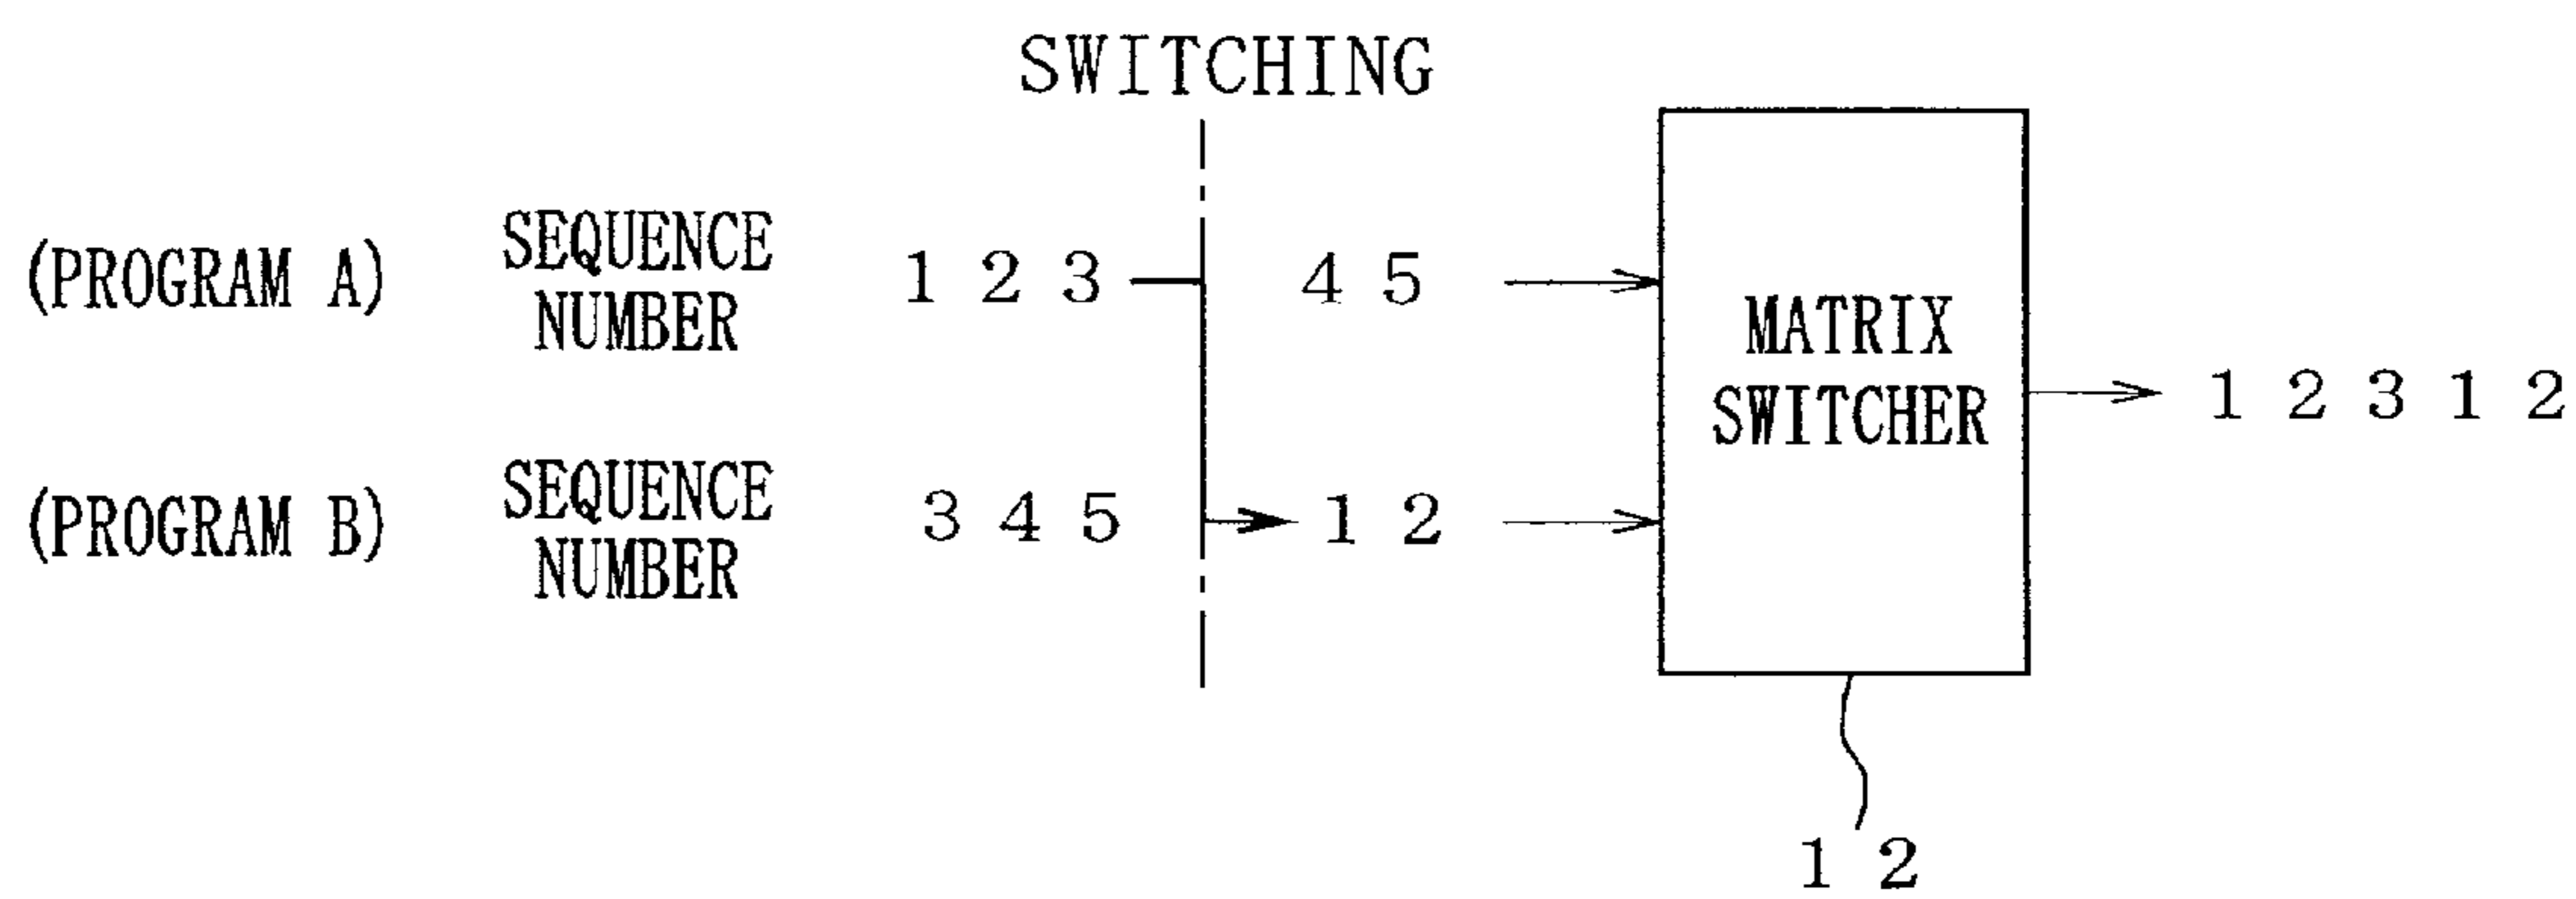 SWITCHING
(PROGRAM A) SEQUENCE NUMBER 1 2 3 4 5
MATRIX SWITCHER
1 2 3 1 2
(PROGRAM B) SEQUENCE NUMBER 3 4 5 1 2
1 2